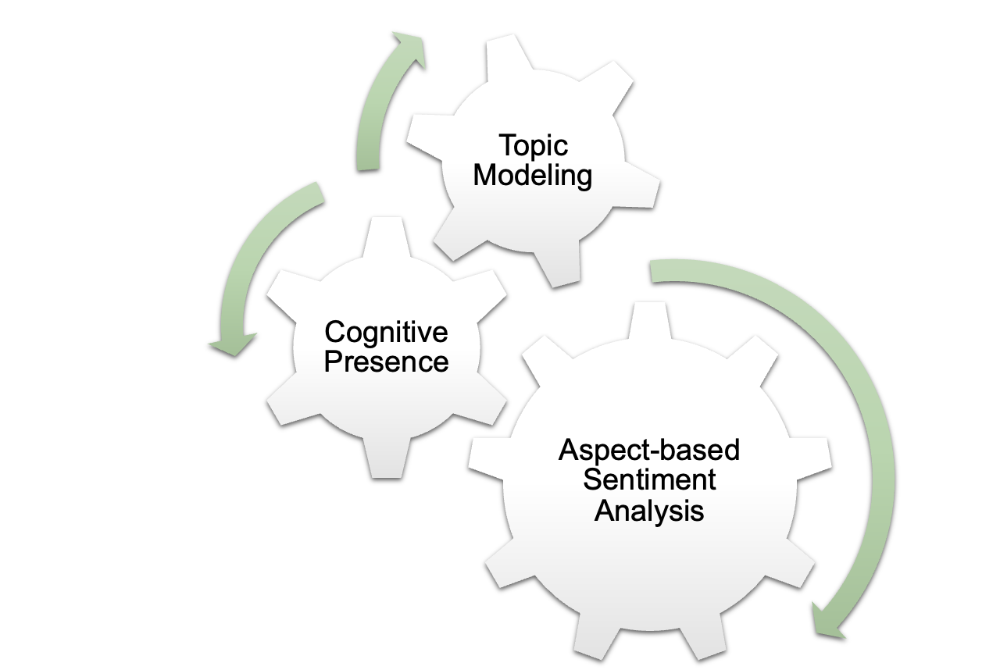 Topic
Modeling
Cognitive
Presence
Aspect-based
Sentiment
Analysis